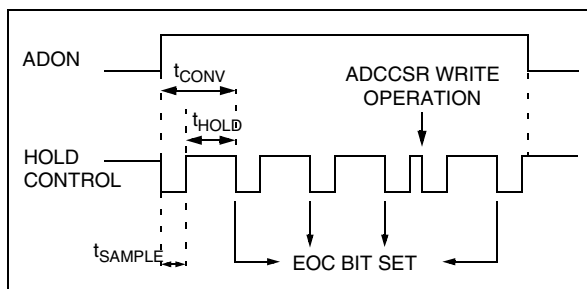 ADON
tCONV
ADCCSR WRITE
OPERATION
tHOLD
HOLD
CONTROL
tSAMPLE
EOC BIT SET